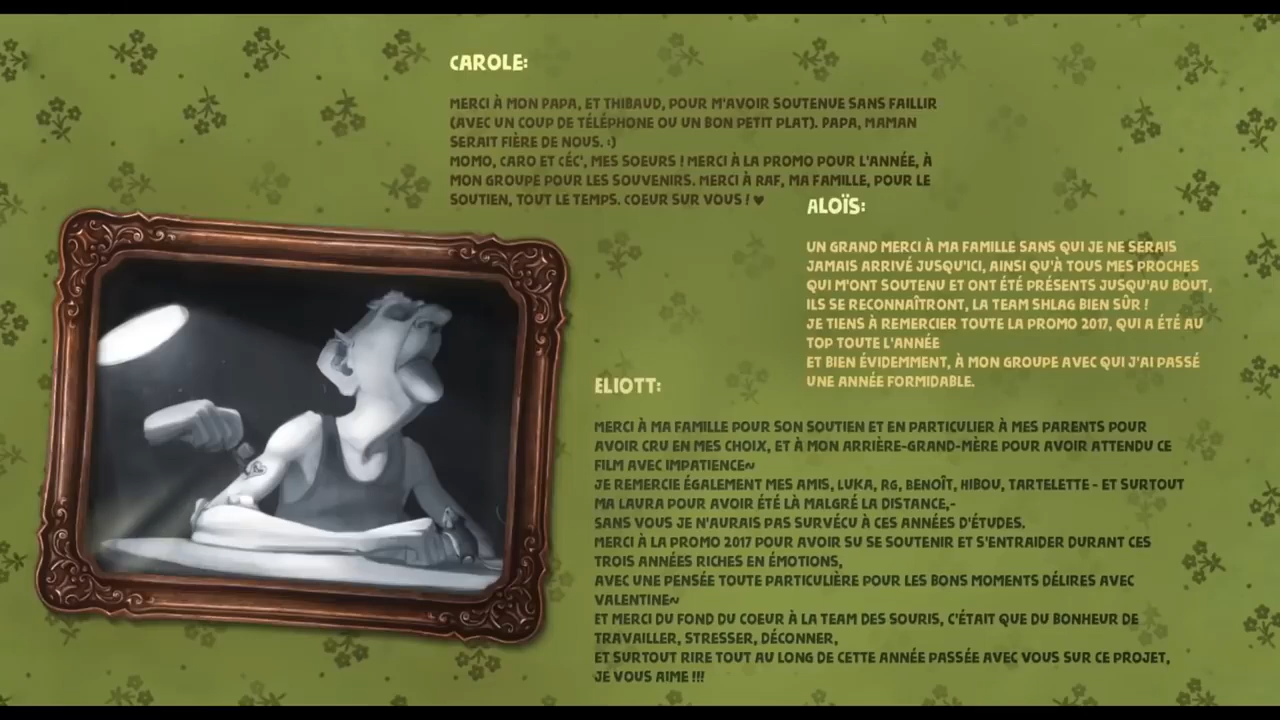 CAROLE:
MERCI À MON PAPA, ET THIBAUD, POUR M'AVOIR SOUTENUE SANS FAILLIR
(AVEC UN COUP DE TÉLÉPHONE OU UN BON PETIT PLAT). PAPA, MAMAN
SERAIT FIÈRE DE NOUS. :)
MOMO, CARO ET CÉC', MES SOEURS ! MERCI À LA PROMO POUR L'ANNÉE, À
MON GROUPE POUR LES SOUVENIRS. MERCI À RAF, MA FAMILLE, POUR LE
SOUTIEN, TOUT LE TEMPS. COEUR SUR VOUS ! ♥
ALOÏS:
UN GRAND MERCI À MA FAMILLE SANS QUI JE NE SERAIS
JAMAIS ARRIVÉ JUSQU'ICI, AINSI QU'À TOUS MES PROCHES
QUI M'ONT SOUTENU ET ONT ÉTÉ PRÉSENTS JUSQU'AU BOUT,
ILS SE RECONNAÎTRONT, LA TEAM SHLAG BIEN SÛR !
JE TIENS À REMERCIER TOUTE LA PROMO 2017, QUI A ÉTÉ AU
TOP TOUTE L'ANNÉE
ET BIEN ÉVIDEMMENT, À MON GROUPE AVEC QUI J'AI PASSÉ
UNE ANNÉE FORMIDABLE.
ELIOTT:
MERCI À MA FAMILLE POUR SON SOUTIEN ET EN PARTICULIER À MES PARENTS POUR
AVOIR CRU EN MES CHOIX, ET À MON ARRIÈRE-GRAND-MÈRE POUR AVOIR ATTENDU CE
FILM AVEC IMPATIENCE~
JE REMERCIE ÉGALEMENT MES AMIS, LUKA, RG, BENOÎT, HIBOU, TARTELETTE - ET SURTOUT
MA LAURA POUR AVOIR ÉTÉ LÀ MALGRÉ LA DISTANCE,-
SANS VOUS JE N'AURAIS PAS SURVÉCU À CES ANNÉES D'ÉTUDES.
MERCI À LA PROMO 2017 POUR AVOIR SU SE SOUTENIR ET S'ENTRAIDER DURANT CES
TROIS ANNÉES RICHES EN ÉMOTIONS,
AVEC UNE PENSÉE TOUTE PARTICULIÈRE POUR LES BONS MOMENTS DÉLIRES AVEC
VALENTINE~
ET MERCI DU FOND DU COEUR À LA TEAM DES SOURIS, C'ÉTAIT QUE DU BONHEUR DE
TRAVAILLER, STRESSER, DÉCONNER,
ET SURTOUT RIRE TOUT AU LONG DE CETTE ANNÉE PASSÉE AVEC VOUS SUR CE PROJET,
JE VOUS AIME !!!